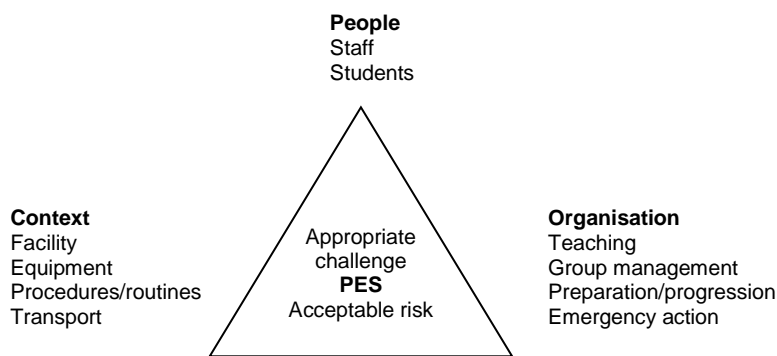 People
Staff
Students
Context
Facility
Equipment
Procedures/routines
Transport
Appropriate
challenge
PES
Acceptable risk
Organisation
Teaching
Group management
Preparation/progression
Emergency action